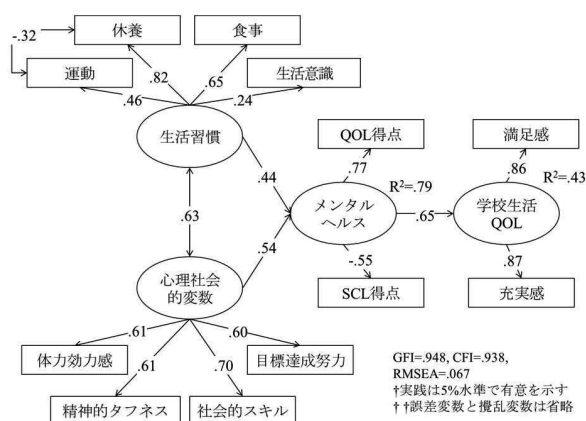 -.32
休養
食事
運動
生活意識
.82
.65
.46
.24
生活習慣
QOL得点
満足感
.44
.77
R²=.79
.86
R²=.43
.63
メンタル
ヘルス
.65
学校生活
QOL
.54
-.55
.87
心理社会
的変数
SCL得点
充実感
.61
.60
体力効力感
.61
.70
目標達成努力
精神的タフネス
社会的スキル
GFI=.948, CFI=.938,
RMSEA=.067
†実践は5%水準で有意を示す
††誤差変数と攪乱変数は省略